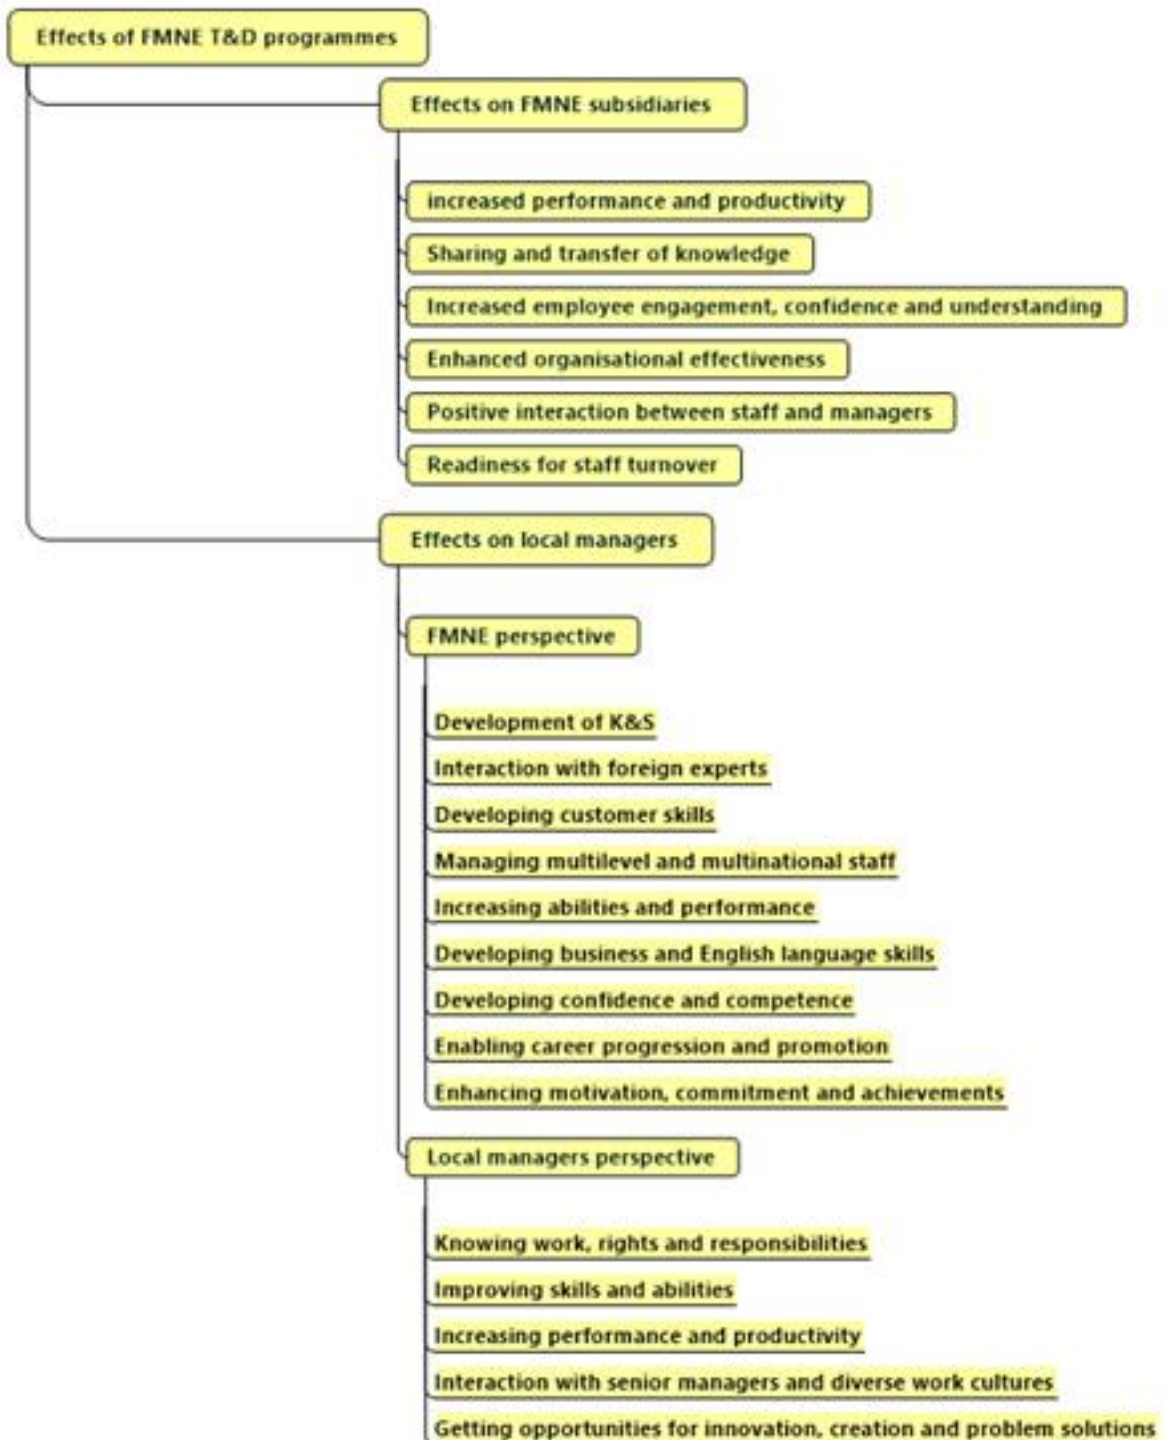 Effects of FMNE T&D programmes
Effects on FMNE subsidiaries
increased performance and productivity
Sharing and transfer of knowledge
Increased employee engagement, confidence and understanding
Enhanced organisational effectiveness
Positive interaction between staff and managers
Readiness for staff turnover
Effects on local managers
FMNE perspective
Development of K&S
Interaction with foreign experts
Developing customer skills
Managing multilevel and multinational staff
Increasing abilities and performance
Developing business and English language skills
Developing confidence and competence
Enabling career progression and promotion
Enhancing motivation, commitment and achievements
Local managers perspective
Knowing work, rights and responsibilities
Improving skills and abilities
Increasing performance and productivity
Interaction with senior managers and diverse work cultures
Getting opportunities for innovation, creation and problem solutions